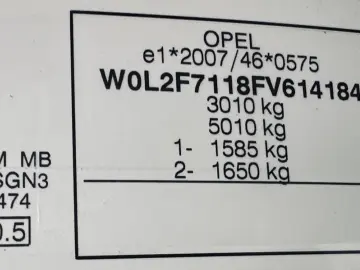 OPEL
e1*2007/46*0575
W0L2F7118FV614184
3010 kg
5010 kg
1- 1585 kg
2- 1650 kg
M MB
SGN3
474
0.5